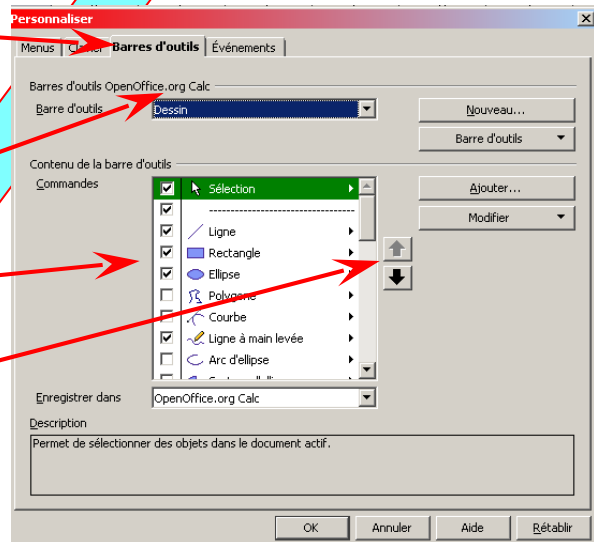 Personnaliser
Menus Clavier Barres d'outils Événements
Barres d'outils OpenOffice.org Calc
Barre d'outils Dessin Nouveau...
Barre d'outils
Contenu de la barre d'outils
Commandes Sélection Ajouter...
Modifier
Ligne
Rectangle
Ellipse
Polygone
Courbe
Ligne à main levée
Arc d'ellipse
Enregistrer dans OpenOffice.org Calc
Description
Permet de sélectionner des objets dans le document actif.
OK Annuler Aide Rétablir